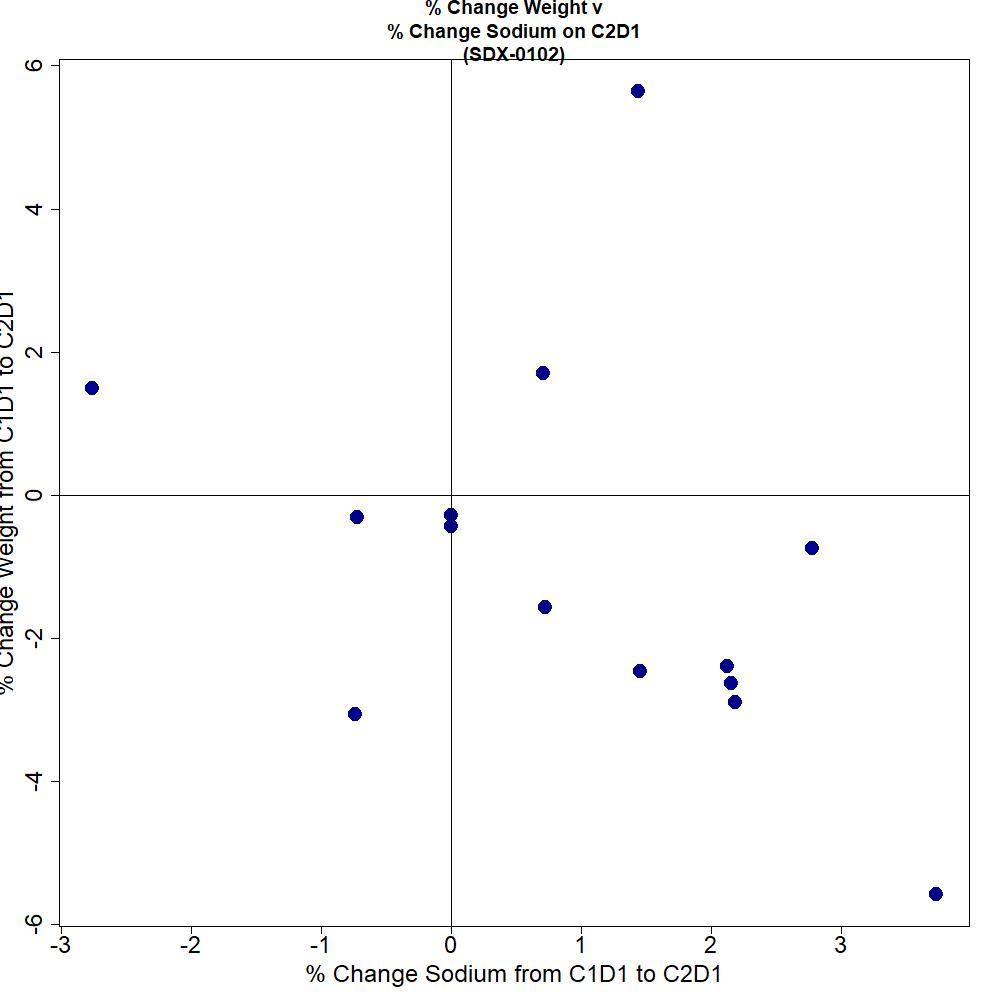 % Change Weight v
% Change Sodium on C2D1
(SDX-0102)
6
4
2
0
-2
-4
-6
% Change Weight from C1D1 to C2D1
-3 -2 -1 0 1 2 3
% Change Sodium from C1D1 to C2D1